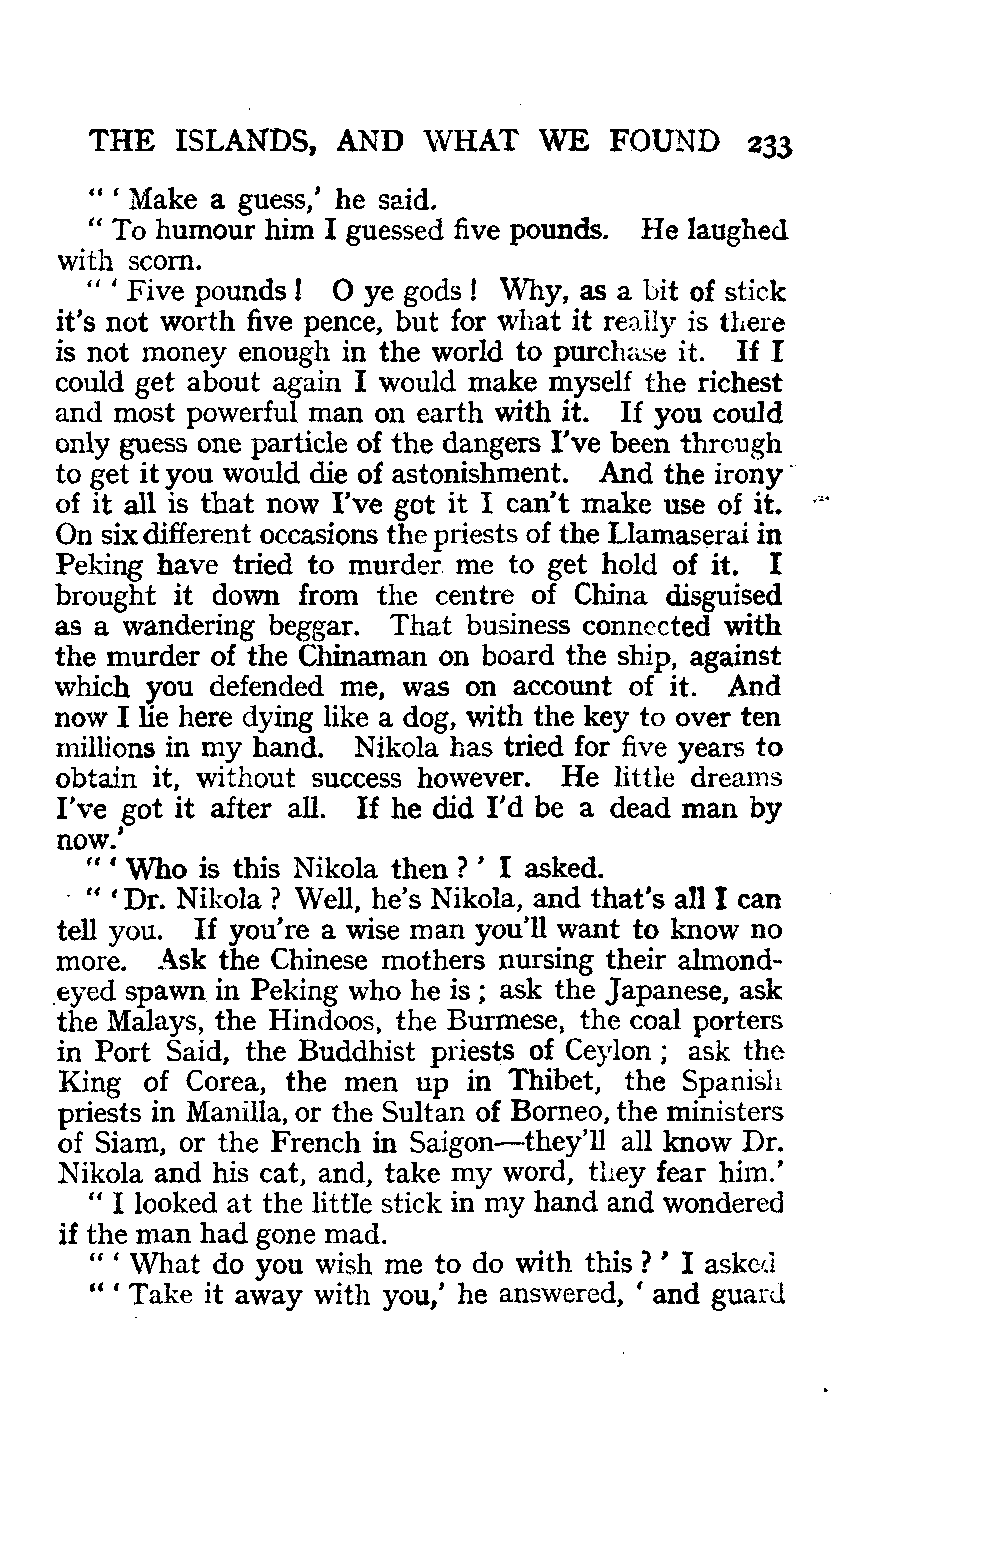 THE ISLANDS, AND WHAT WE FOUND 233
" ' Make a guess,' he said.
" To humour him I guessed five pounds. He laughed
with scorn.
" ' Five pounds ! O ye gods ! Why, as a bit of stick
it's not worth five pence, but for what it really is there
is not money enough in the world to purchase it. If I
could get about again I would make myself the richest
and most powerful man on earth with it. If you could
only guess one particle of the dangers I've been through
to get it you would die of astonishment. And the irony
of it all is that now I've got it I can't make use of it.
On six different occasions the priests of the Llamaserai in
Peking have tried to murder me to get hold of it. I
brought it down from the centre of China disguised
as a wandering beggar. That business connected with
the murder of the Chinaman on board the ship, against
which you defended me, was on account of it. And
now I lie here dying like a dog, with the key to over ten
millions in my hand. Nikola has tried for five years to
obtain it, without success however. He little dreams
I've got it after all. If he did I'd be a dead man by
now.'
" ' Who is this Nikola then ? ' I asked.
" ' Dr. Nikola ? Well, he's Nikola, and that's all I can
tell you. If you're a wise man you'll want to know no
more. Ask the Chinese mothers nursing their almond-
eyed spawn in Peking who he is ; ask the Japanese, ask
the Malays, the Hindoos, the Burmese, the coal porters
in Port Said, the Buddhist priests of Ceylon ; ask the
King of Corea, the men up in Thibet, the Spanish
priests in Manilla, or the Sultan of Borneo, the ministers
of Siam, or the French in Saigon—they'll all know Dr.
Nikola and his cat, and, take my word, they fear him.'
" I looked at the little stick in my hand and wondered
if the man had gone mad.
" ' What do you wish me to do with this ? ' I asked
" ' Take it away with you,' he answered, ' and guard